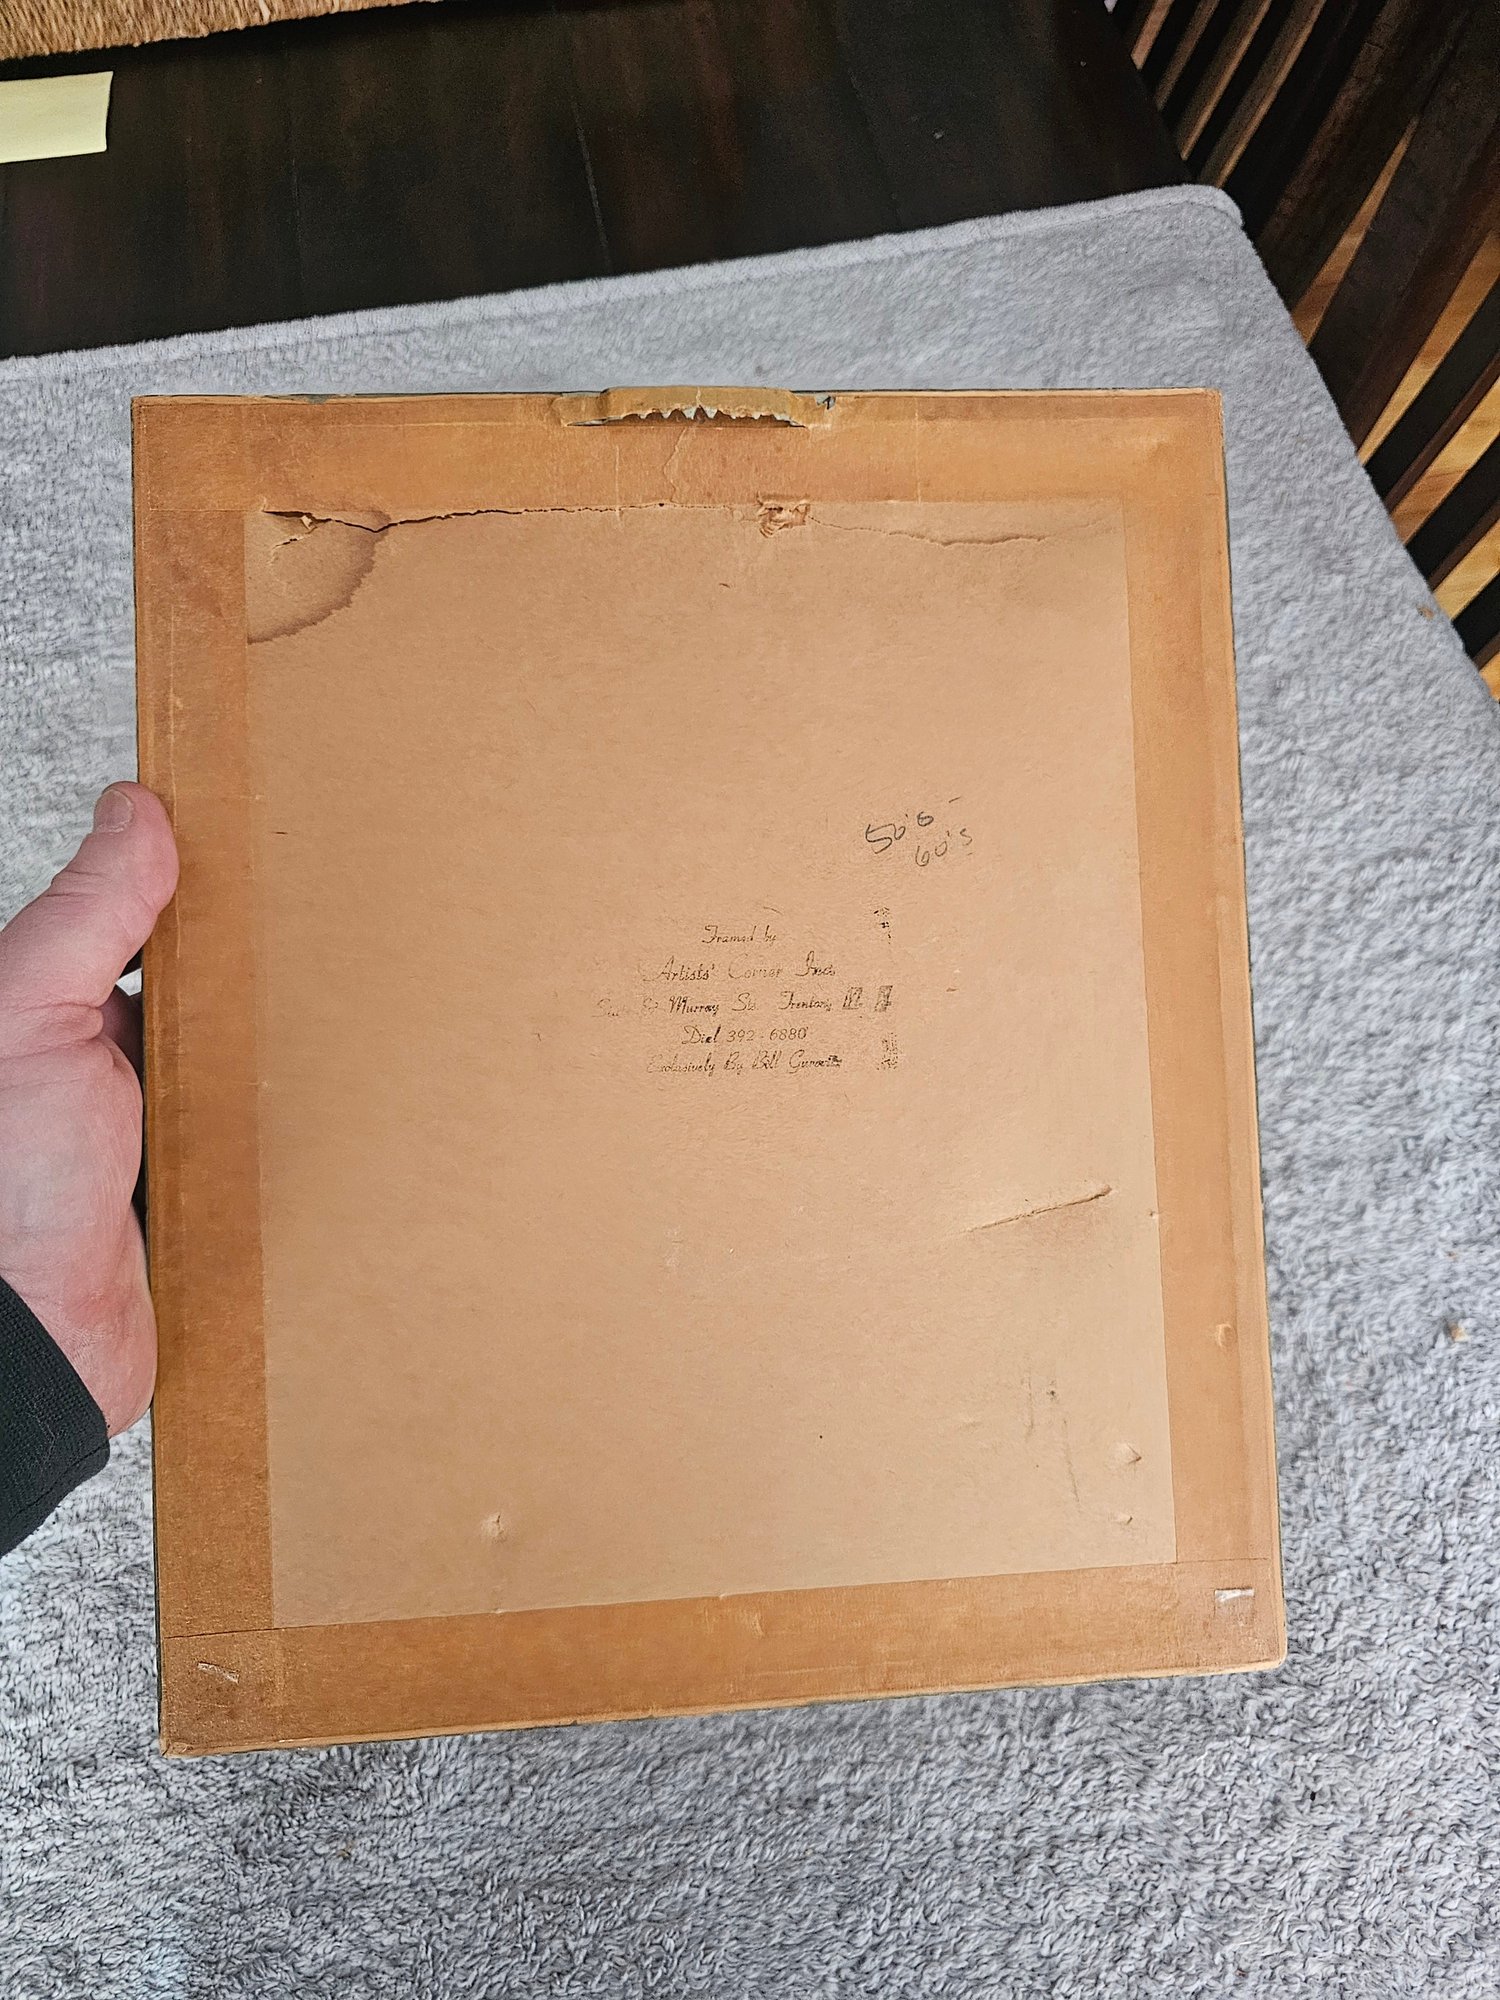 50's -
60's
Framed by
Artists' Corner Inc.
& Murray Sts. Trenton,
Dial 392-6880
Exclusively By Bill